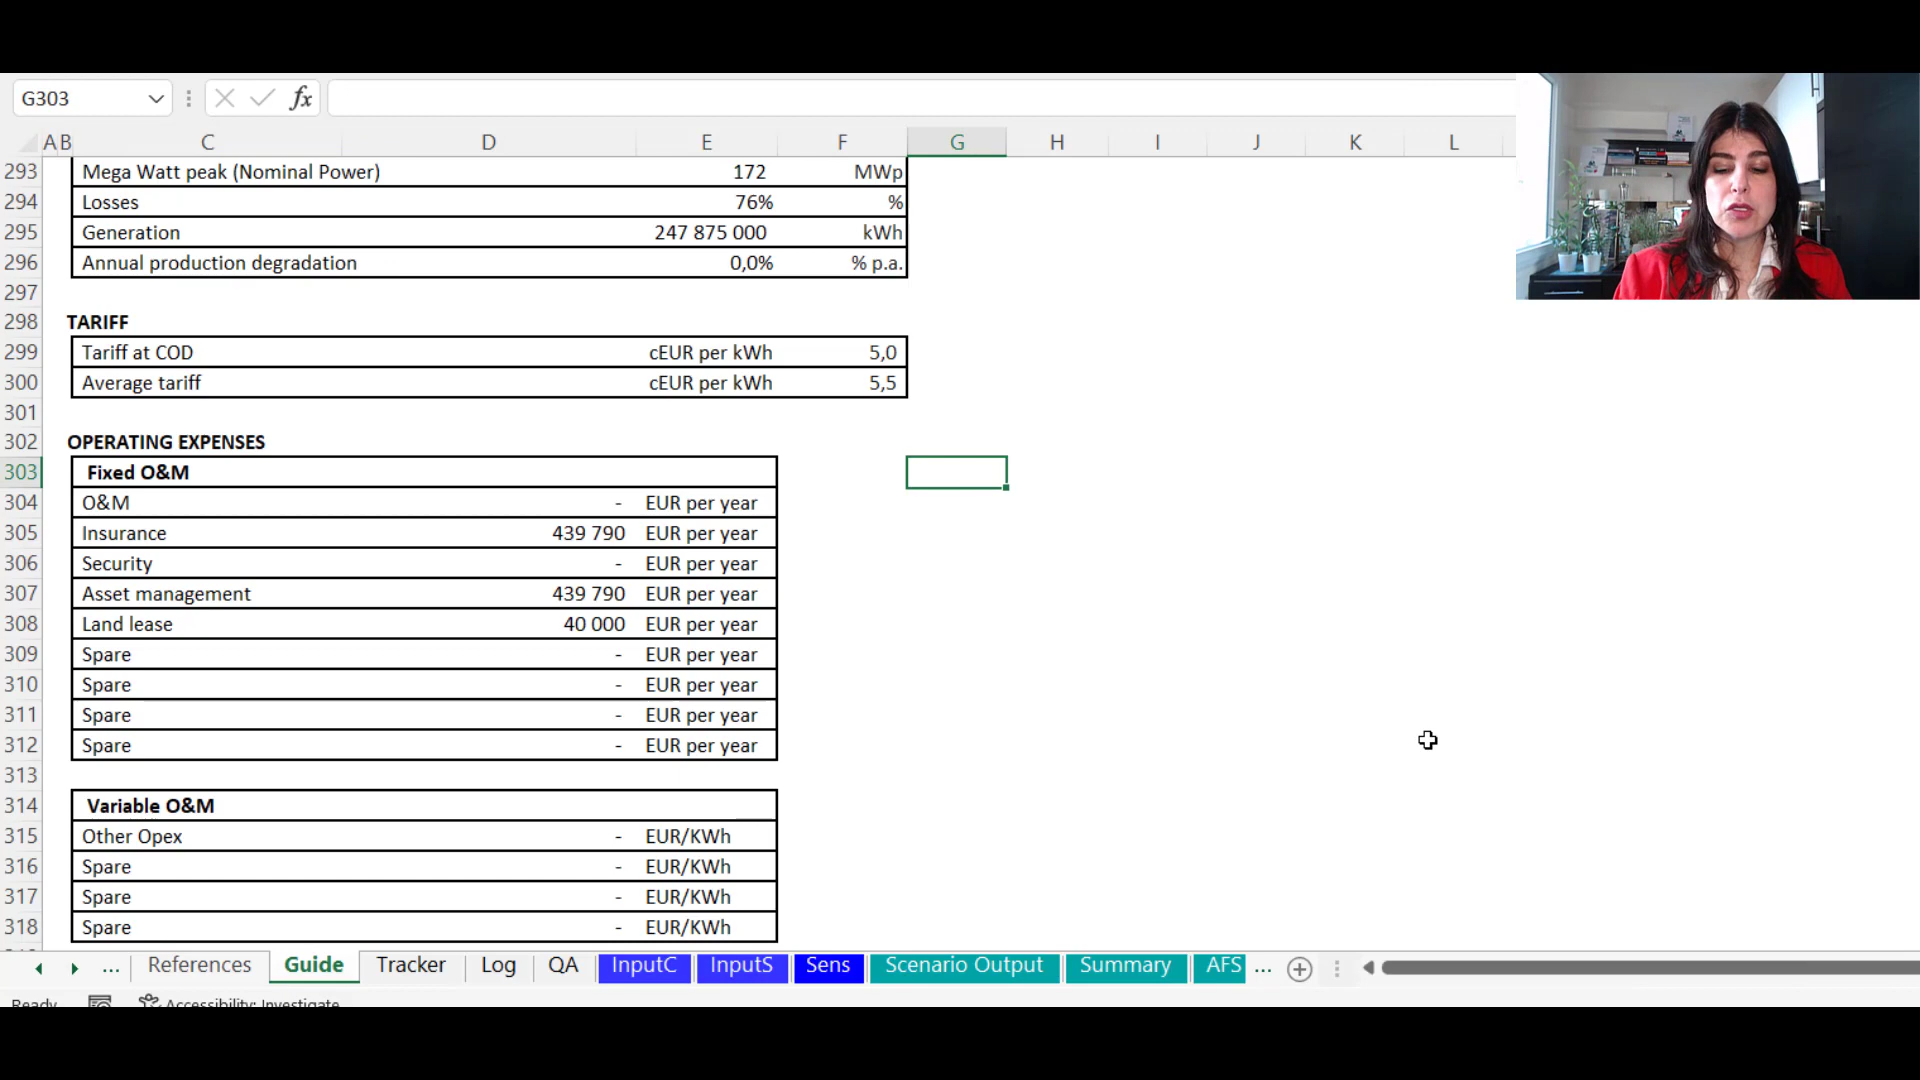 G303
fx
A B C D E F G H I J K L
293 Mega Watt peak (Nominal Power) 172 MWp
294 Losses 76% %
295 Generation 247 875 000 kWh
296 Annual production degradation 0,0% % p.a.
297
298 TARIFF
299 Tariff at COD cEUR per kWh 5,0
300 Average tariff cEUR per kWh 5,5
301
302 OPERATING EXPENSES
303 Fixed O&M
304 O&M - EUR per year
305 Insurance 439 790 EUR per year
306 Security - EUR per year
307 Asset management 439 790 EUR per year
308 Land lease 40 000 EUR per year
309 Spare - EUR per year
310 Spare - EUR per year
311 Spare - EUR per year
312 Spare - EUR per year
313
314 Variable O&M
315 Other Opex - EUR/KWh
316 Spare - EUR/KWh
317 Spare - EUR/KWh
318 Spare - EUR/KWh
... References Guide Tracker Log QA InputC InputS Sens Scenario Output Summary AFS ...
Ready Accessibility: Investigate